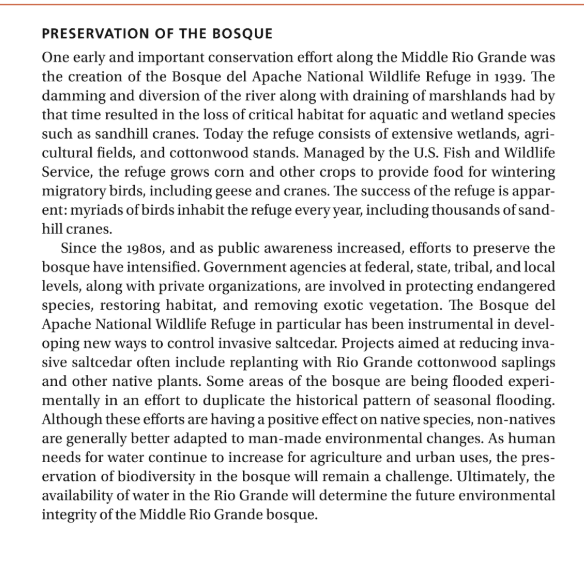 PRESERVATION OF THE BOSQUE
One early and important conservation effort along the Middle Rio Grande was
the creation of the Bosque del Apache National Wildlife Refuge in 1939. The
damming and diversion of the river along with draining of marshlands had by
that time resulted in the loss of critical habitat for aquatic and wetland species
such as sandhill cranes. Today the refuge consists of extensive wetlands, agri-
cultural fields, and cottonwood stands. Managed by the U.S. Fish and Wildlife
Service, the refuge grows corn and other crops to provide food for wintering
migratory birds, including geese and cranes. The success of the refuge is appar-
ent: myriads of birds inhabit the refuge every year, including thousands of sand-
hill cranes.
Since the 1980s, and as public awareness increased, efforts to preserve the
bosque have intensified. Government agencies at federal, state, tribal, and local
levels, along with private organizations, are involved in protecting endangered
species, restoring habitat, and removing exotic vegetation. The Bosque del
Apache National Wildlife Refuge in particular has been instrumental in devel-
oping new ways to control invasive saltcedar. Projects aimed at reducing inva-
sive saltcedar often include replanting with Rio Grande cottonwood saplings
and other native plants. Some areas of the bosque are being flooded experi-
mentally in an effort to duplicate the historical pattern of seasonal flooding.
Although these efforts are having a positive effect on native species, non-natives
are generally better adapted to man-made environmental changes. As human
needs for water continue to increase for agriculture and urban uses, the pres-
ervation of biodiversity in the bosque will remain a challenge. Ultimately, the
availability of water in the Rio Grande will determine the future environmental
integrity of the Middle Rio Grande bosque.